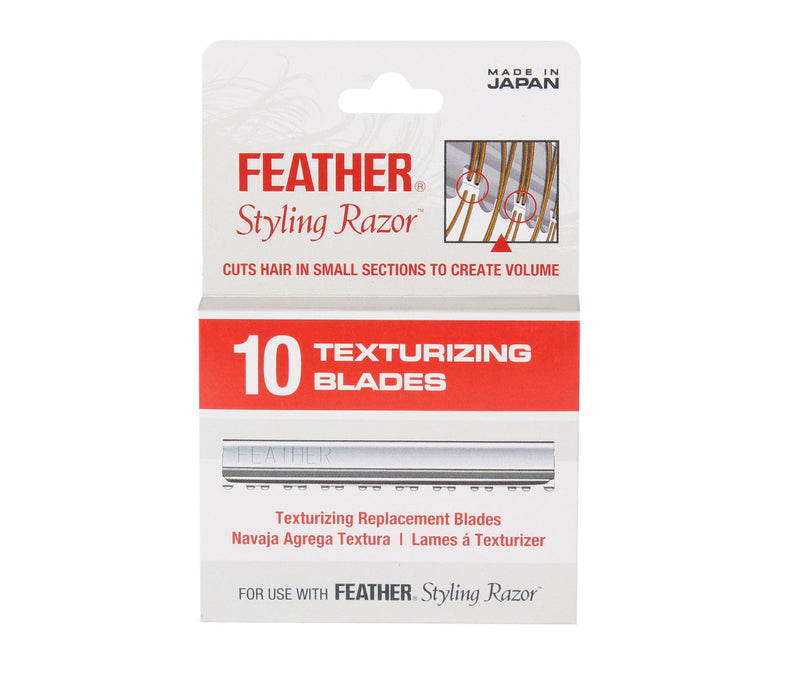 MADE IN
JAPAN
FEATHER®
Styling Razor™
CUTS HAIR IN SMALL SECTIONS TO CREATE VOLUME
10 TEXTURIZING
BLADES
FEATHER
Texturizing Replacement Blades
Navaja Agrega Textura | Lames á Texturizer
FOR USE WITH FEATHER® Styling Razor™